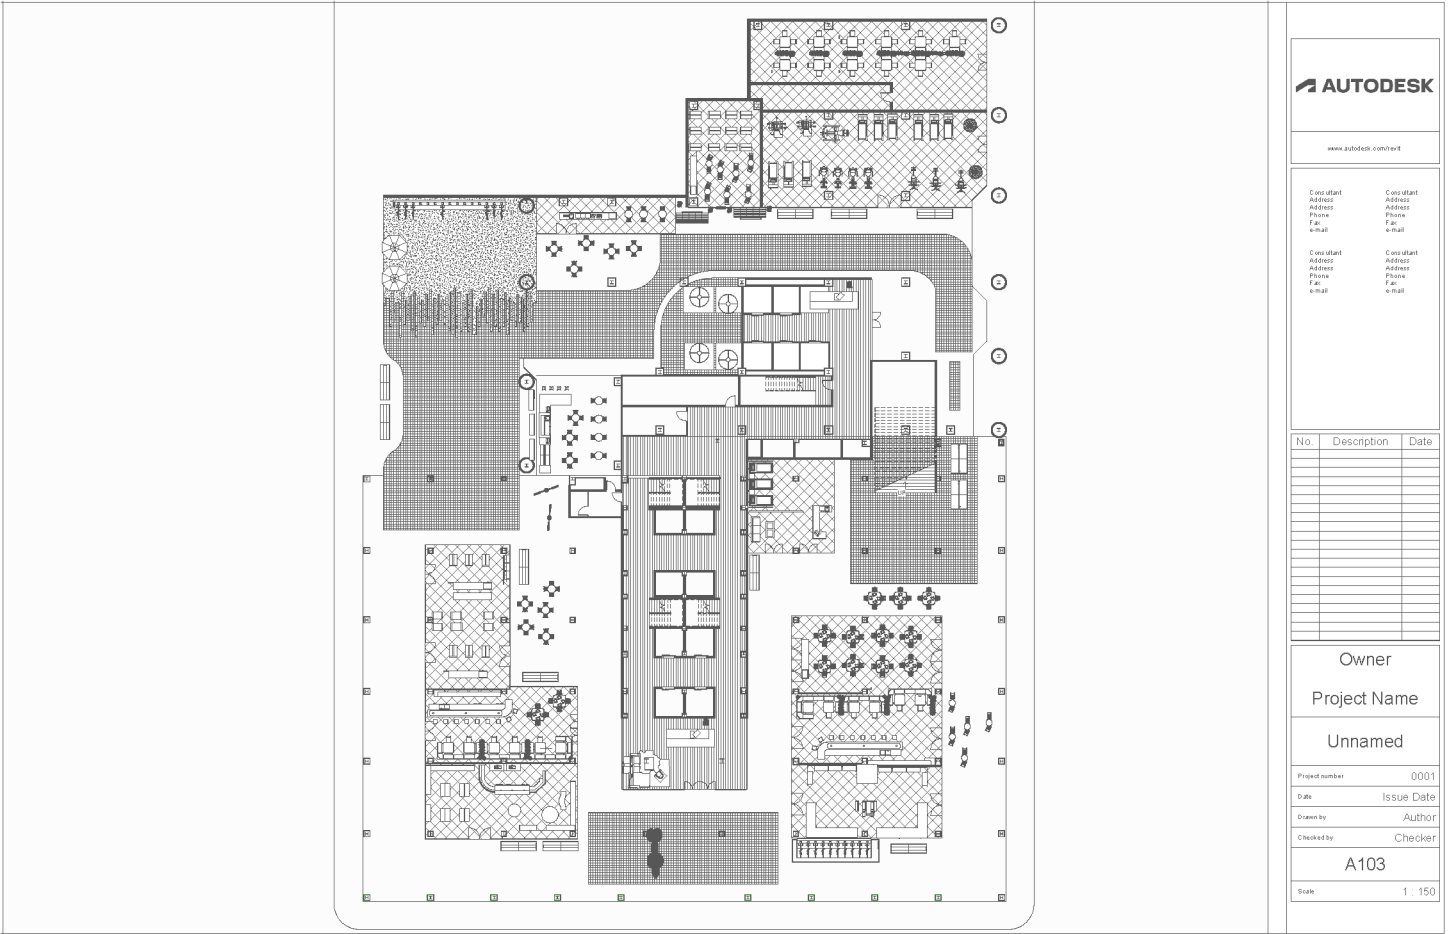 AUTODESK
www.autodesk.com/revit
Consultant
Address
Address
Phone
Fax
e-mail
Consultant
Address
Address
Phone
Fax
e-mail
Consultant
Address
Address
Phone
Fax
e-mail
Consultant
Address
Address
Phone
Fax
e-mail
No. Description Date
Owner
Project Name
Unnamed
Project number 0001
Date Issue Date
Drawn by Author
Checked by Checker
A103
Scale 1 : 150